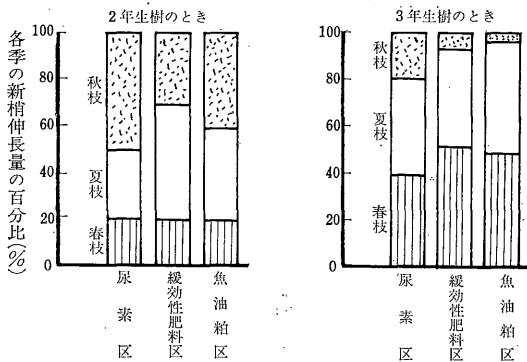 各季の新梢伸長量の百分比(%)
2年生樹のとき
100
80
60
40
20
0
秋枝
夏枝
春枝
尿素区
緩効性肥料区
魚油粕区
3年生樹のとき
100
80
60
40
20
0
秋枝
夏枝
春枝
尿素区
緩効性肥料区
魚油粕区